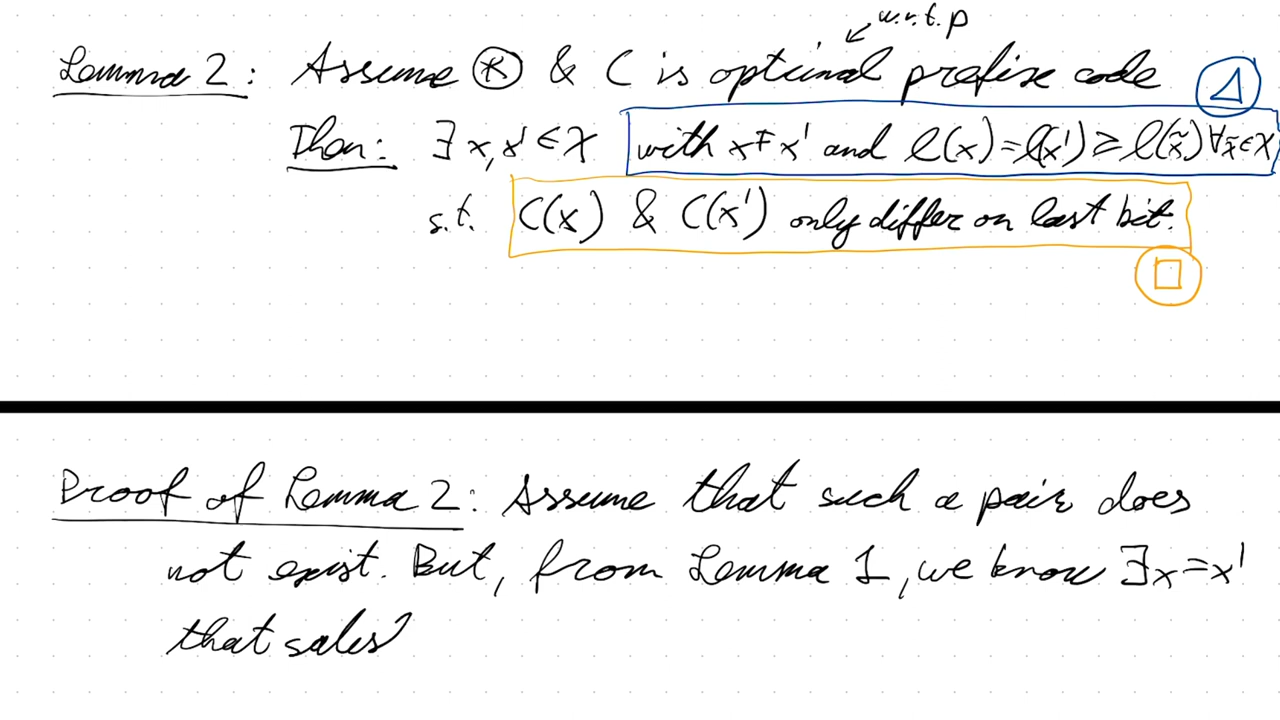 w.r.t. p
Lemma 2: Assume ⊛ & C is optimal prefix code
Then: ∃ x, x' ∈ X with x ≠ x' and ℓ(x) = ℓ(x') ≥ ℓ(x̃) ∀ x̃ ∈ X
s.t. C(x) & C(x') only differ on last bit.
Proof of Lemma 2: Assume that such a pair does
not exist. But, from Lemma 1, we know ∃ x = x'
that